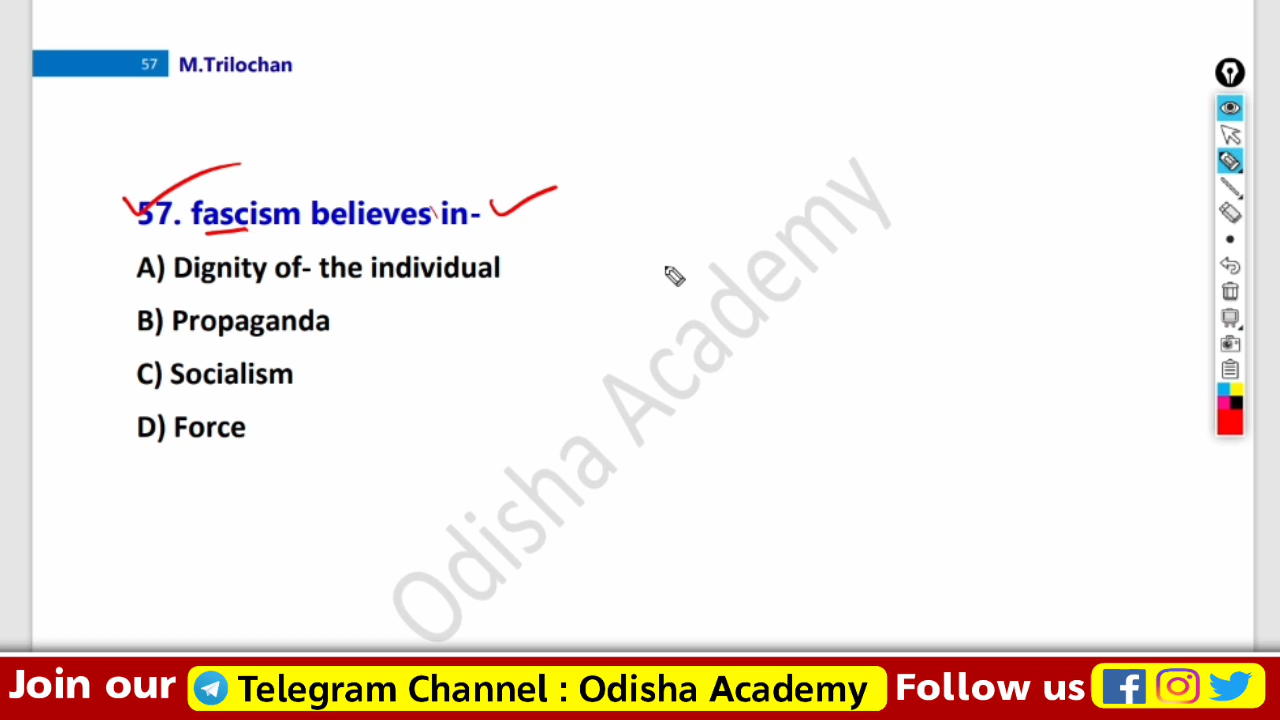 57 M.Trilochan
57. fascism believes in-
A) Dignity of- the individual
B) Propaganda
C) Socialism
D) Force
Odisha Academy
Join our Telegram Channel : Odisha Academy Follow us